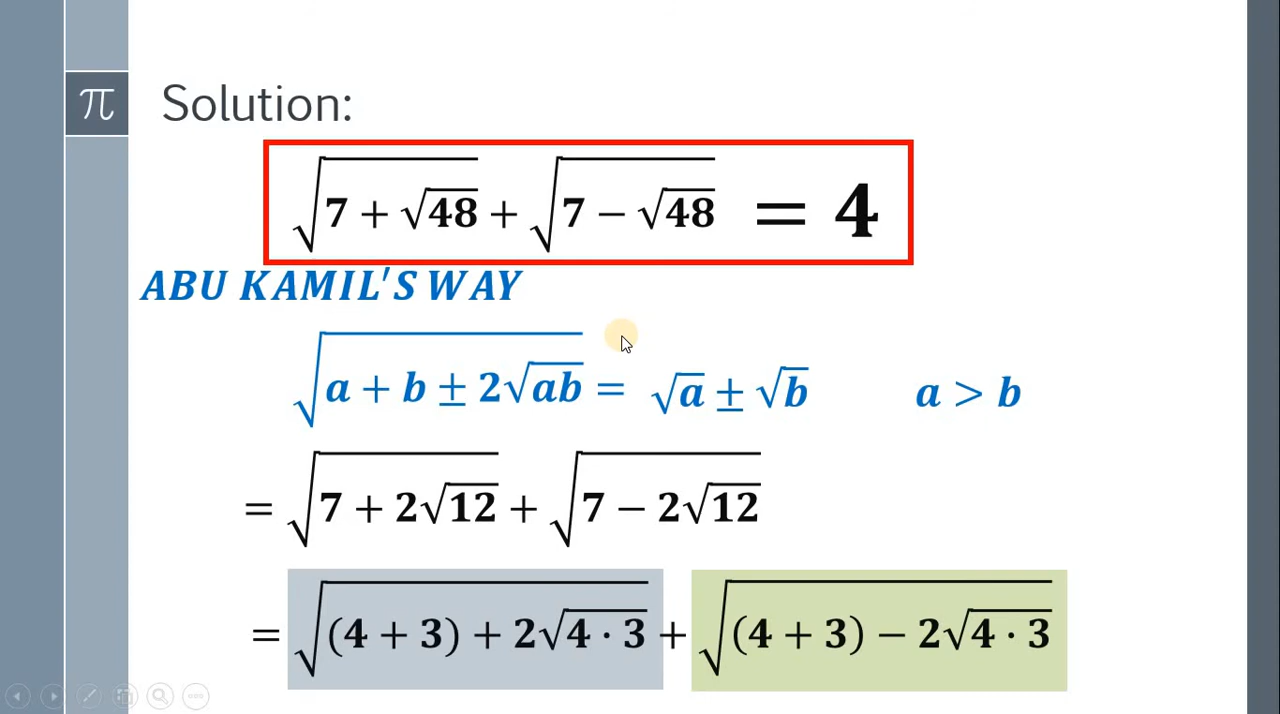 π
Solution:
√(7 + √48) + √(7 − √48) = 4
ABU KAMIL'S WAY
√(a + b ± 2√(ab)) = √a ± √b a > b
= √(7 + 2√12) + √(7 − 2√12)
= √((4 + 3) + 2√(4 · 3)) + √((4 + 3) − 2√(4 · 3))